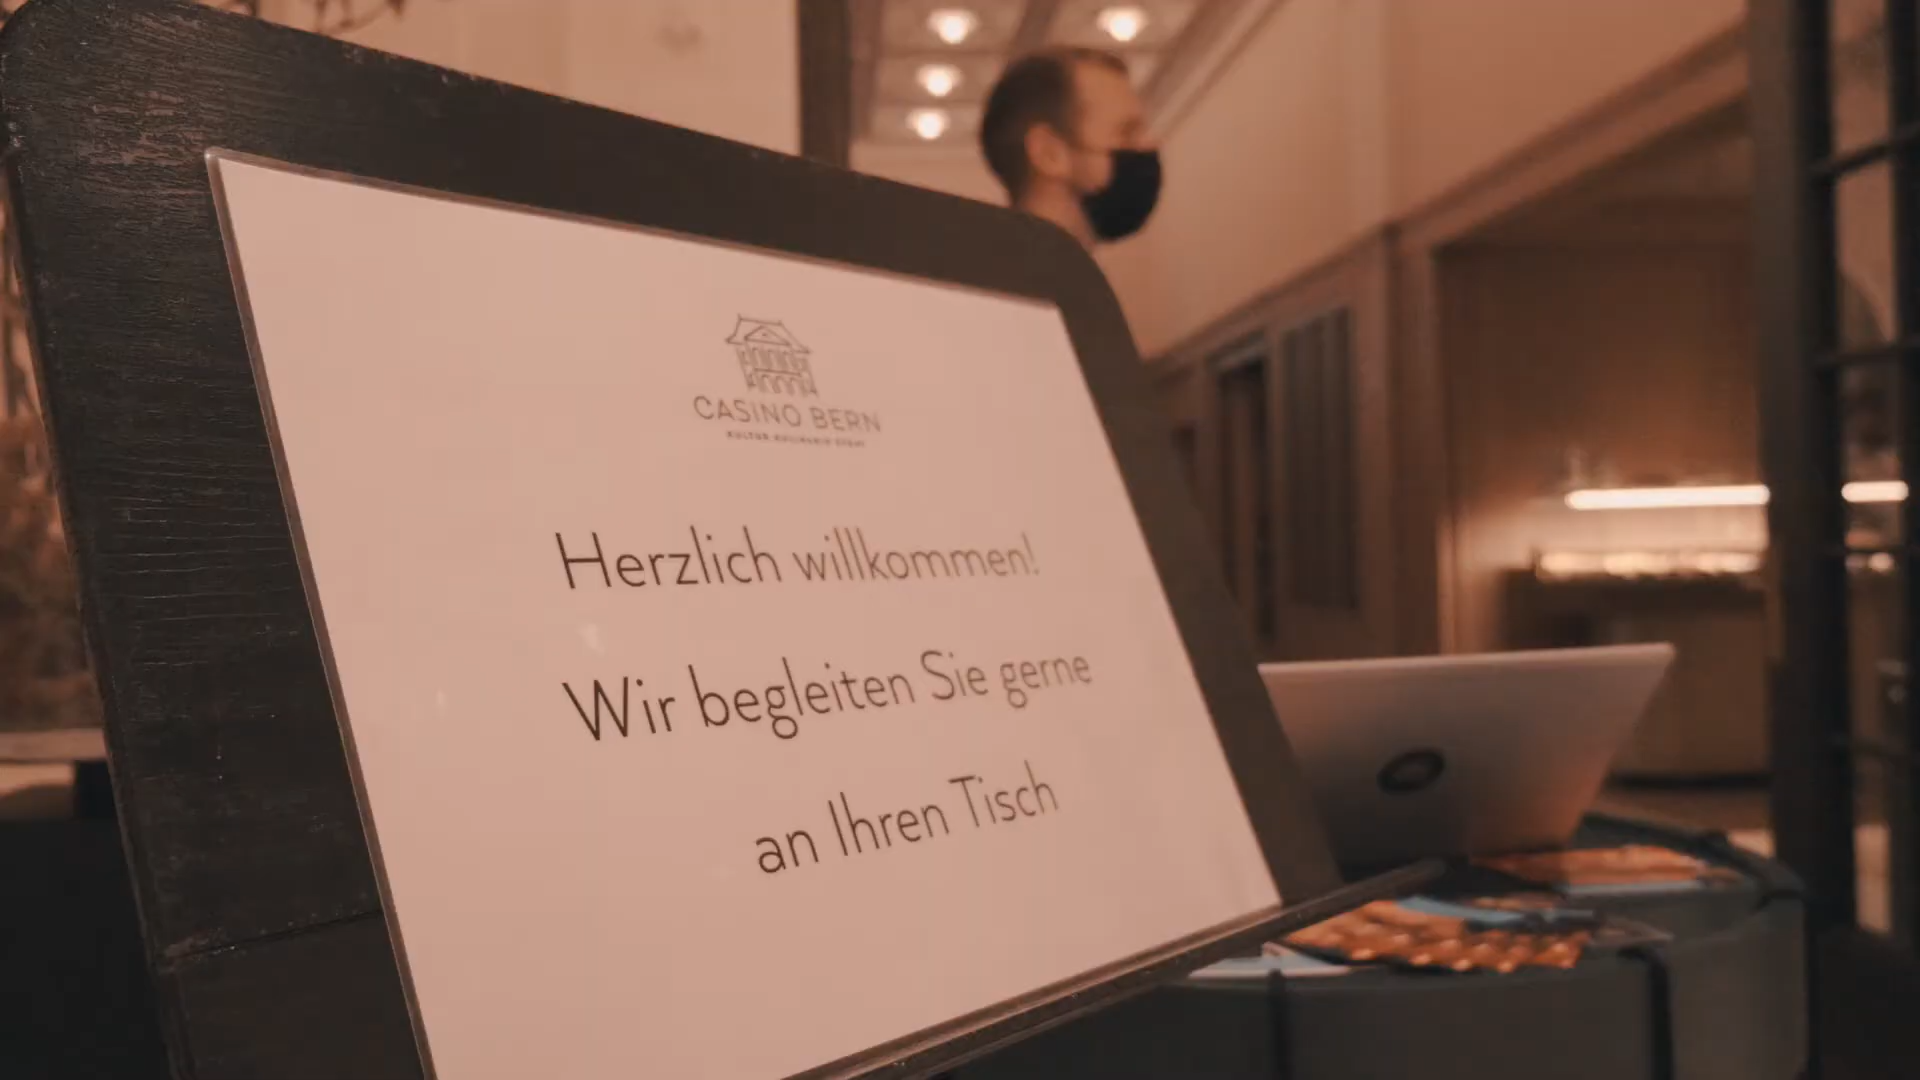 CASINO BERN
Herzlich willkommen!
Wir begleiten Sie gerne
an Ihren Tisch